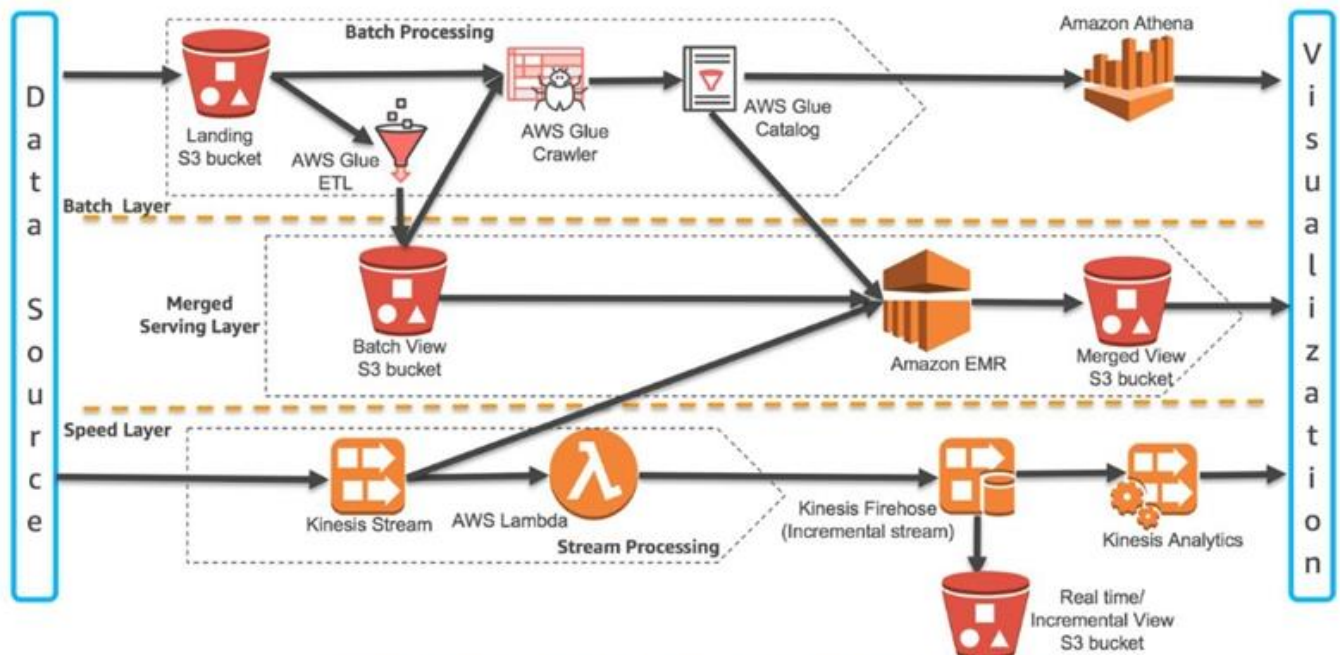 Data Source
Batch Processing
Landing
S3 bucket
AWS Glue
ETL
AWS Glue
Crawler
AWS Glue
Catalog
Amazon Athena
Visualization
Batch Layer
Merged
Serving Layer
Batch View
S3 bucket
Amazon EMR
Merged View
S3 bucket
Speed Layer
Kinesis Stream
AWS Lambda
Stream Processing
Kinesis Firehose
(Incremental stream)
Kinesis Analytics
Real time/
Incremental View
S3 bucket